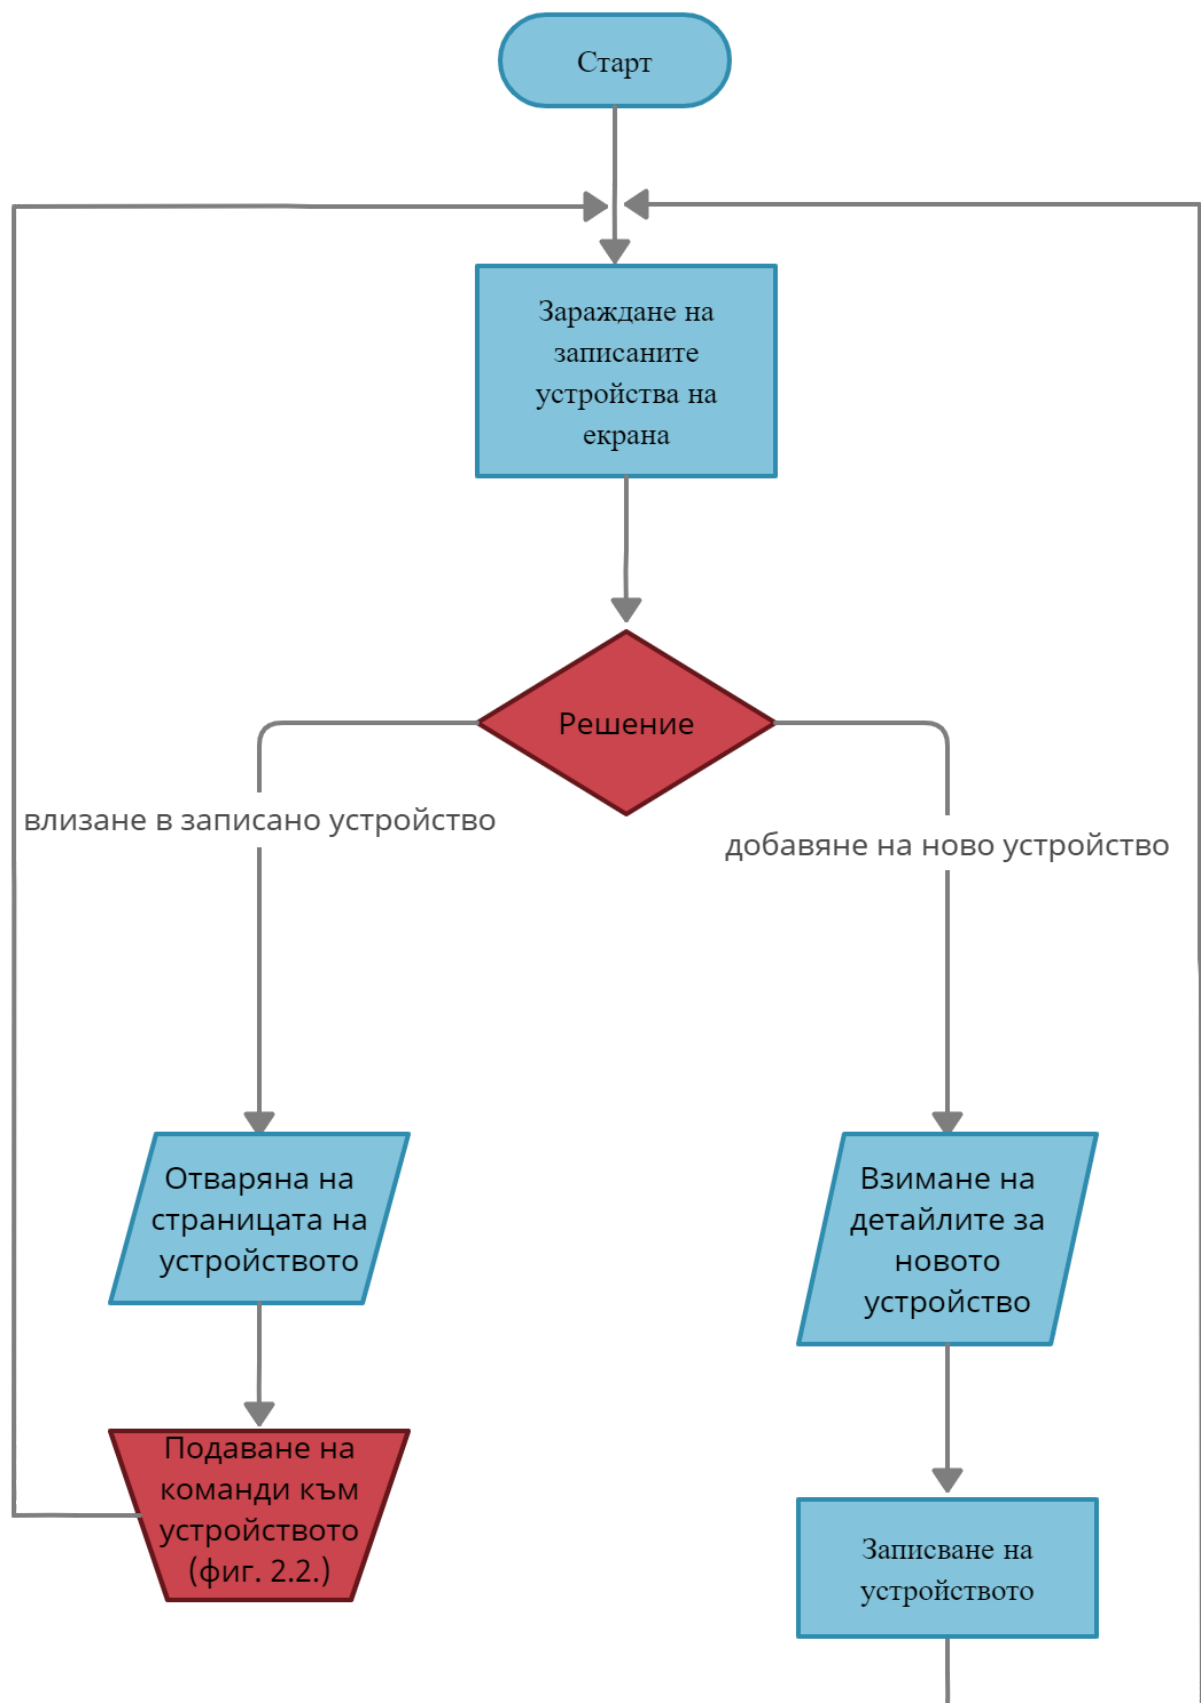 Старт
Зараждане на
записаните
устройства на
екрана
Решение
влизане в записано устройство
добавяне на ново устройство
Отваряна на
страницата на
устройството
Взимане на
детайлите за
новото
устройство
Подаване на
команди към
устройството
(фиг. 2.2.)
Записване на
устройството